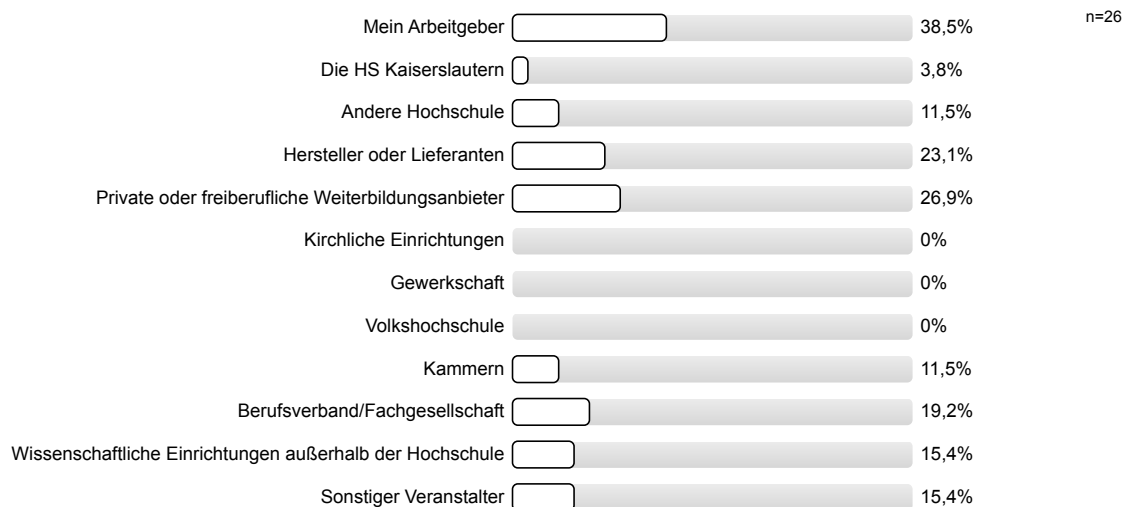 n=26
Mein Arbeitgeber 38,5%
Die HS Kaiserslautern 3,8%
Andere Hochschule 11,5%
Hersteller oder Lieferanten 23,1%
Private oder freiberufliche Weiterbildungsanbieter 26,9%
Kirchliche Einrichtungen 0%
Gewerkschaft 0%
Volkshochschule 0%
Kammern 11,5%
Berufsverband/Fachgesellschaft 19,2%
Wissenschaftliche Einrichtungen außerhalb der Hochschule 15,4%
Sonstiger Veranstalter 15,4%